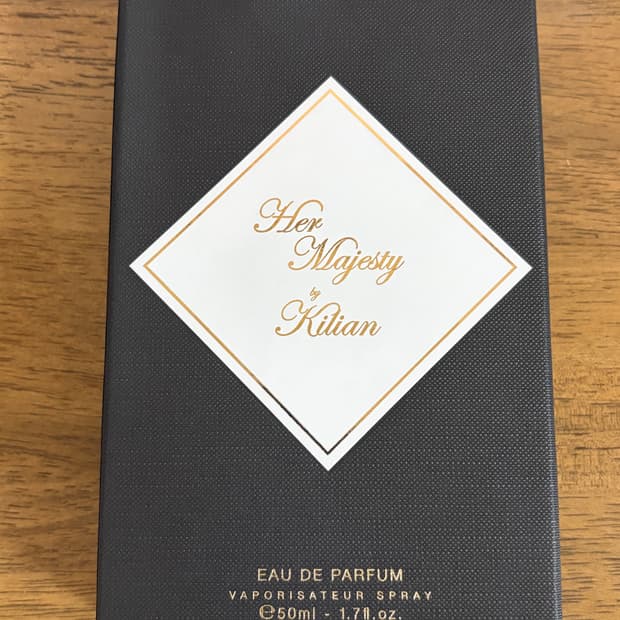 Her
Majesty
by
Kilian
EAU DE PARFUM
VAPORISATEUR SPRAY
℮50ml - 1.7fl.oz.